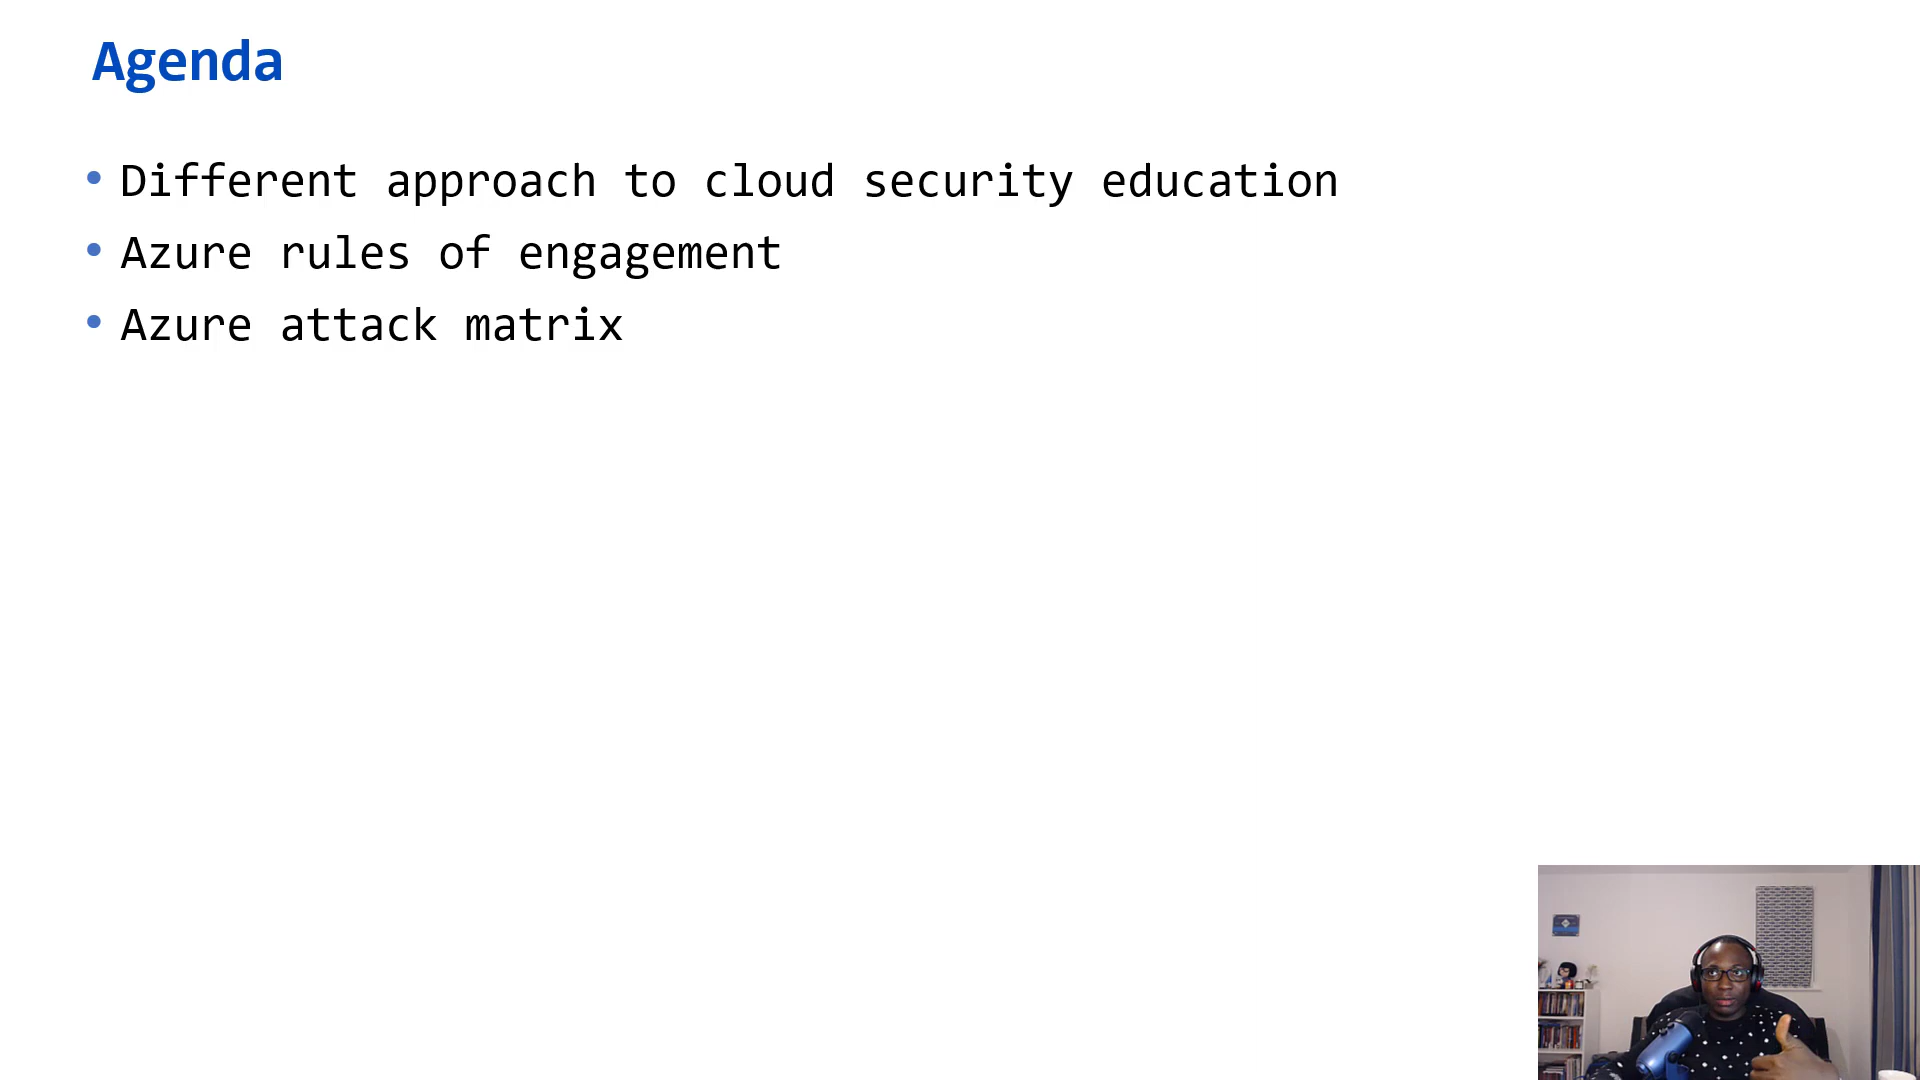 Agenda
• Different approach to cloud security education
• Azure rules of engagement
• Azure attack matrix